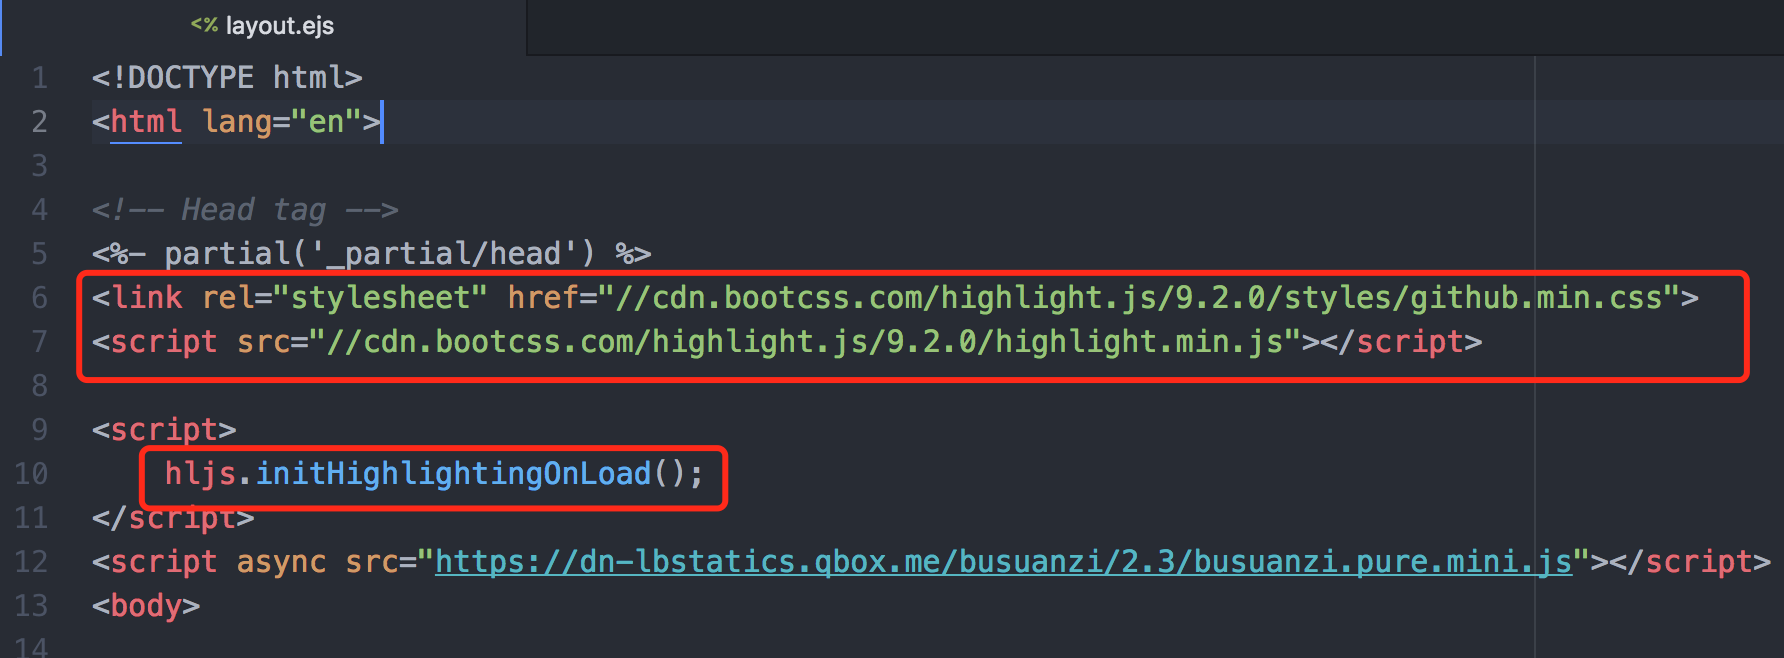 <% layout.ejs
1 <!DOCTYPE html>
2 <html lang="en">
3
4 <!-- Head tag -->
5 <%- partial('_partial/head') %>
6 <link rel="stylesheet" href="//cdn.bootcss.com/highlight.js/9.2.0/styles/github.min.css">
7 <script src="//cdn.bootcss.com/highlight.js/9.2.0/highlight.min.js"></script>
8
9 <script>
10 hljs.initHighlightingOnLoad();
11 </script>
12 <script async src="https://dn-lbstatics.qbox.me/busuanzi/2.3/busuanzi.pure.mini.js"></script>
13 <body>
14